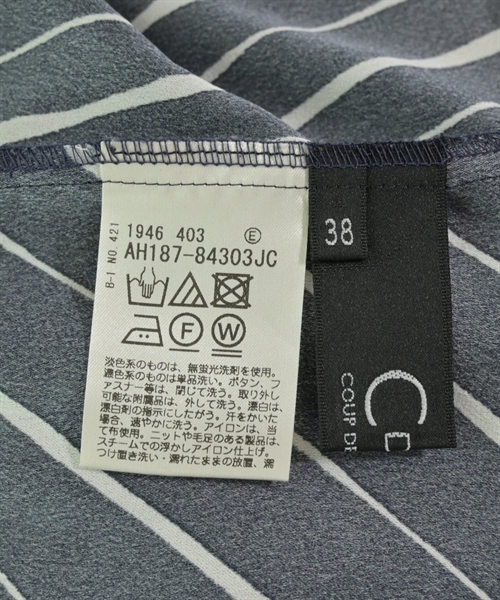 B-I NO. 421
1946 403 E
AH187-84303JC
F W
淡色系のものは、無蛍光洗剤を使用。
濃色系のものは単品洗い。ボタン、フ
ァスナー等は、閉じて洗う。取り外し
可能な附属品は、外して洗う。漂白は、
漂白剤の指示にしたがう。汗をかいた
場合、速やかに洗う。アイロンは、当
て布使用。ニットや毛足のある製品は、
スチームでの浮かしアイロン仕上げ。
つけ置き洗い・濡れたままの放置、濡
38
COUP DE